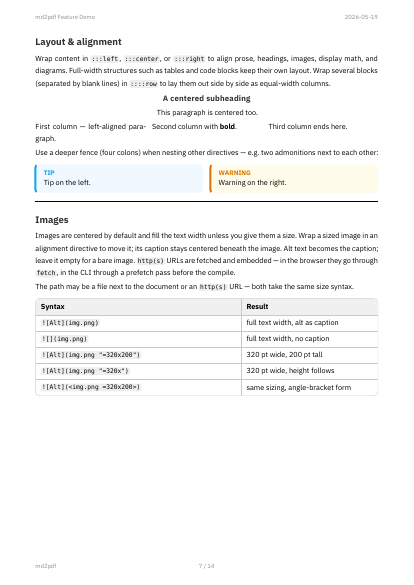 md2pdf Feature Demo 2026-05-19
Layout & alignment
Wrap content in :::left, :::center, or :::right to align prose, headings, images, display math, and
diagrams. Full-width structures such as tables and code blocks keep their own layout. Wrap several blocks
(separated by blank lines) in ::::row to lay them out side by side as equal-width columns.
A centered subheading
This paragraph is centered too.
First column — left-aligned para- Second column with bold. Third column ends here.
graph.
Use a deeper fence (four colons) when nesting other directives — e.g. two admonitions next to each other:
TIP WARNING
Tip on the left. Warning on the right.
Images
Images are centered by default and fill the text width unless you give them a size. Wrap a sized image in an
alignment directive to move it; its caption stays centered beneath the image. Alt text becomes the caption;
leave it empty for a bare image. http(s) URLs are fetched and embedded — in the browser they go through
fetch, in the CLI through a prefetch pass before the compile.
The path may be a file next to the document or an http(s) URL — both take the same size syntax.
Syntax Result
![Alt](img.png) full text width, alt as caption
![](img.png) full text width, no caption
![Alt](img.png "=320x200") 320 pt wide, 200 pt tall
![Alt](img.png "=320x") 320 pt wide, height follows
![Alt](<img.png =320x200>) same sizing, angle-bracket form
md2pdf 7 / 14